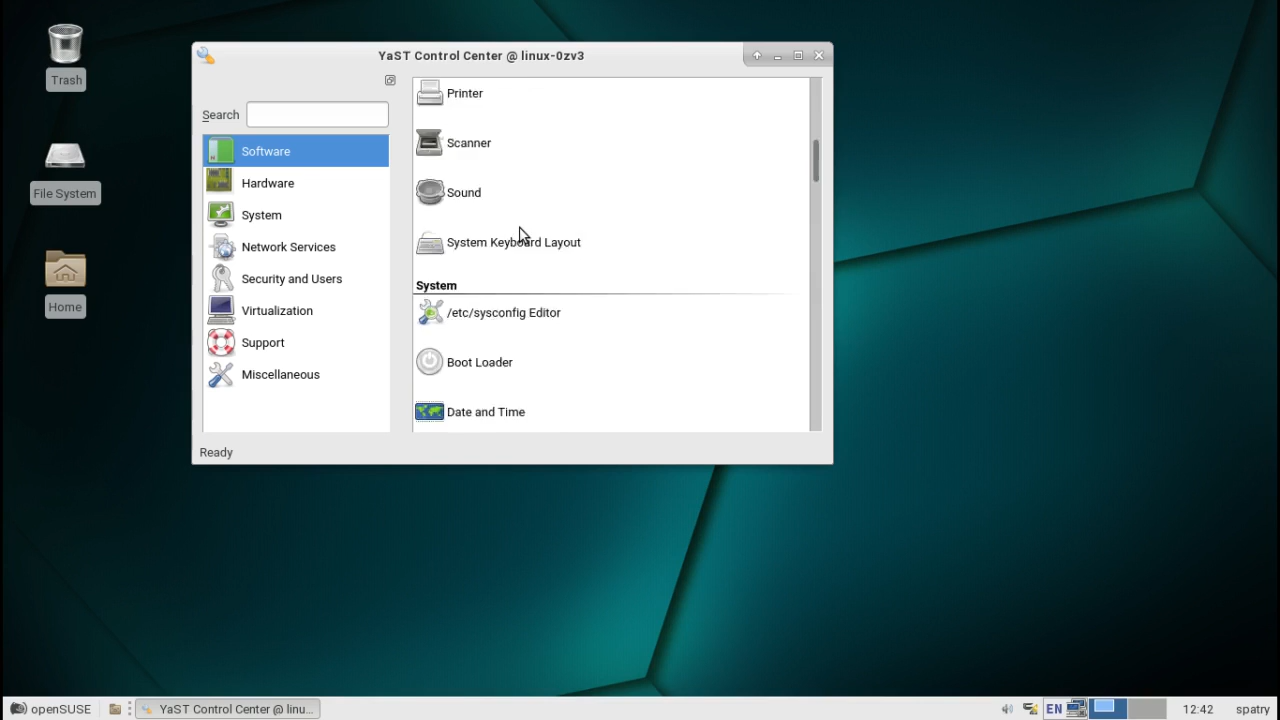 Trash
File System
Home
YaST Control Center @ linux-0zv3
Search
Software
Hardware
System
Network Services
Security and Users
Virtualization
Support
Miscellaneous
Printer
Scanner
Sound
System Keyboard Layout
System
/etc/sysconfig Editor
Boot Loader
Date and Time
Ready
openSUSE
YaST Control Center @ linu...
EN
12:42
spatry